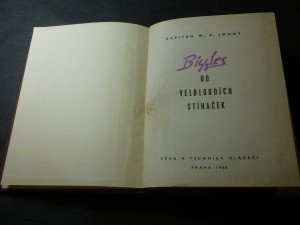 KAPITÁN W. E. JOHNS
Biggles
OD
VELBLOUDÍCH
STÍHAČEK
VĚDA A TECHNIKA MLÁDEŽI
PRAHA 1968